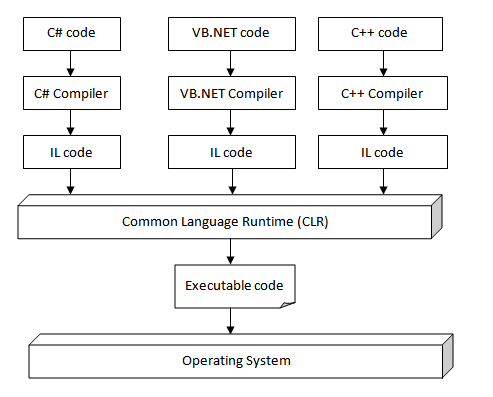 C# code
VB.NET code
C++ code
C# Compiler
VB.NET Compiler
C++ Compiler
IL code
IL code
IL code
Common Language Runtime (CLR)
Executable code
Operating System